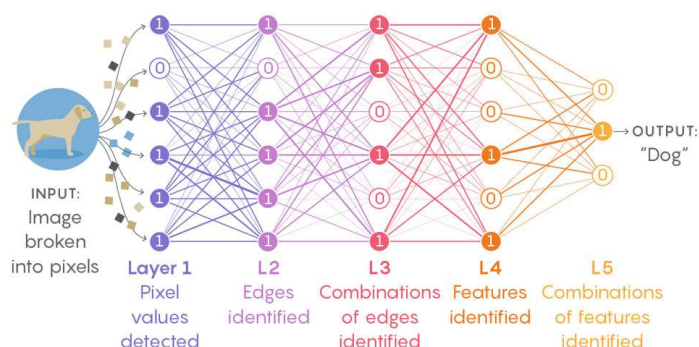 1 1 1 1
0 0 1 0
0
1 1 0 0
1 → OUTPUT:
“Dog”
1 1 1 1
0
1 1 0 0
1 1 1 1
INPUT:
Image
broken
into pixels
Layer 1
Pixel
values
detected
L2
Edges
identified
L3
Combinations
of edges
identified
L4
Features
identified
L5
Combinations
of features
identified